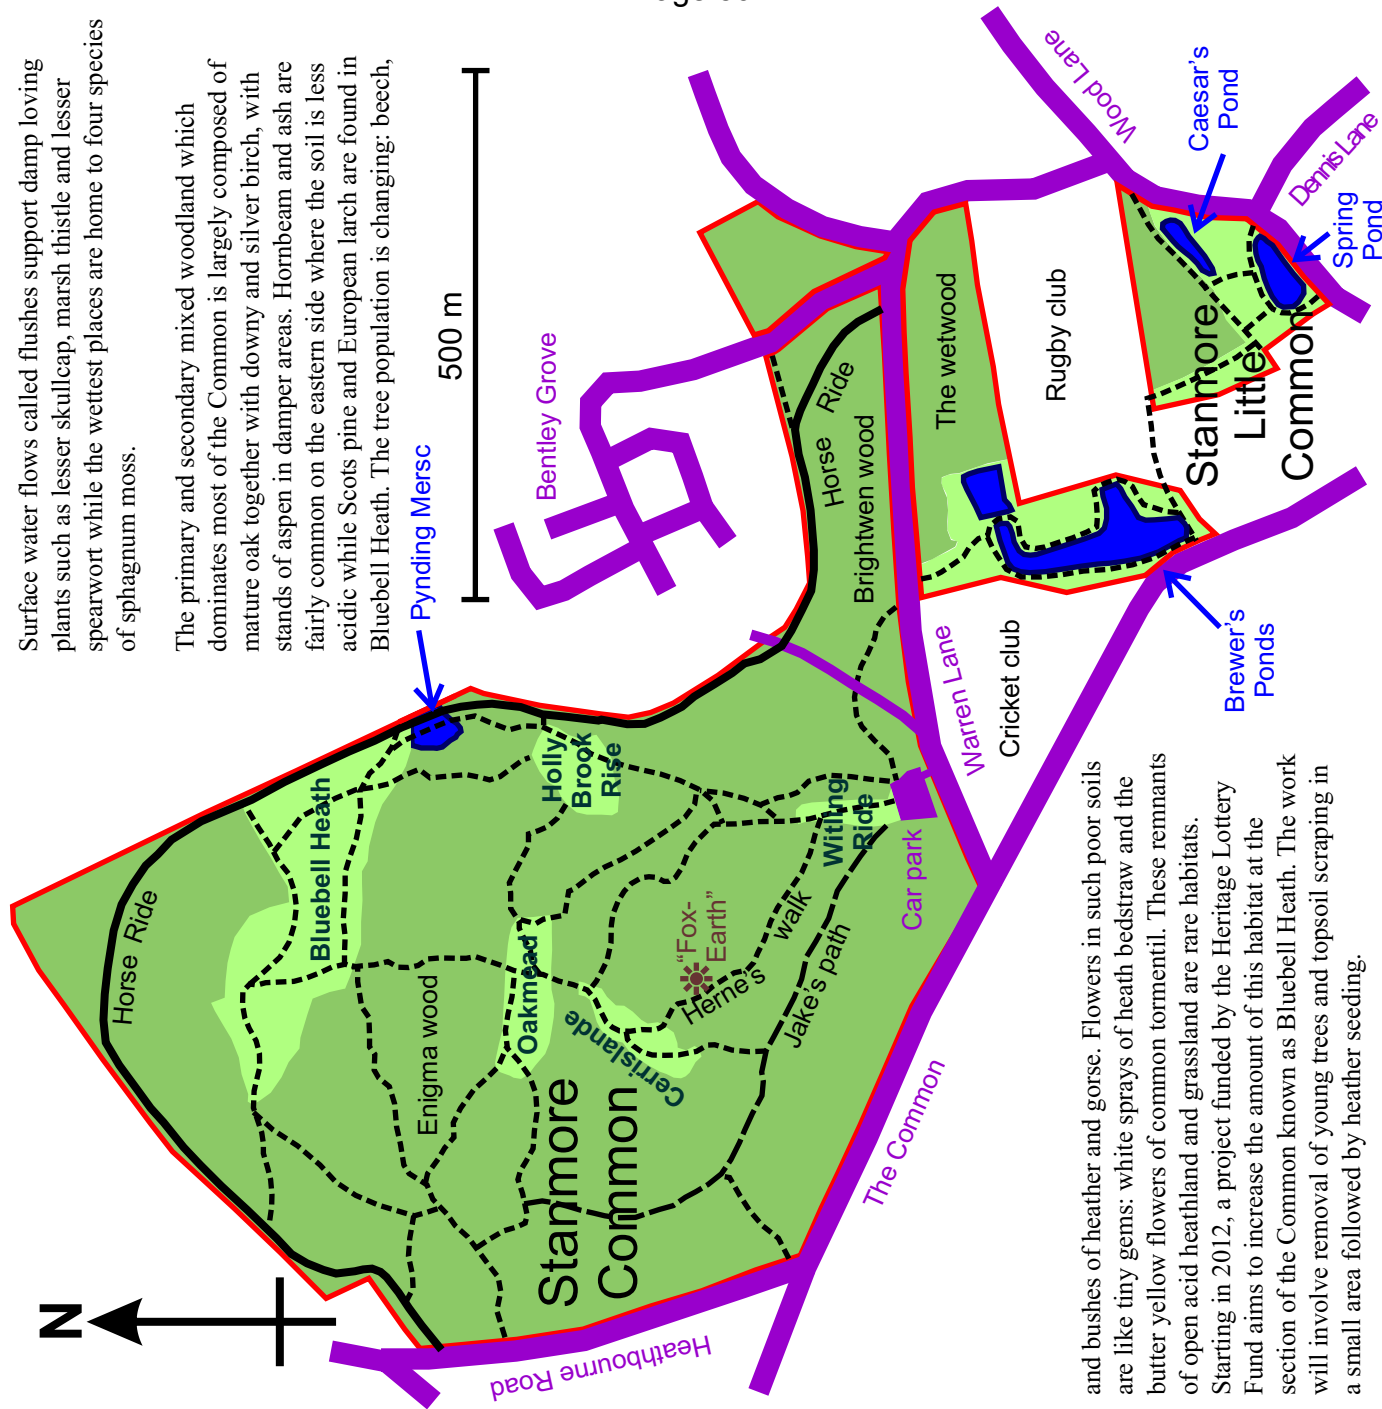 and bushes of heather and gorse. Flowers in such poor soils
are like tiny gems: white sprays of heath bedstraw and the
butter yellow flowers of common tormentil. These remnants
of open acid heathland and grassland are rare habitats.
Starting in 2012, a project funded by the Heritage Lottery
Fund aims to increase the amount of this habitat at the
section of the Common known as Bluebell Heath. The work
will involve removal of young trees and topsoil scraping in
a small area followed by heather seeding.
Surface water flows called flushes support damp loving
plants such as lesser skullcap, marsh thistle and lesser
spearwort while the wettest places are home to four species
of sphagnum moss.
The primary and secondary mixed woodland which
dominates most of the Common is largely composed of
mature oak together with downy and silver birch, with
stands of aspen in damper areas. Hornbeam and ash are
fairly common on the eastern side where the soil is less
acidic while Scots pine and European larch are found in
Bluebell Heath. The tree population is changing: beech,
N
500 m
Horse Ride
Bluebell Heath
Pynding Mersc
Bentley Grove
Enigma wood
Oakmead
Holly
Brook
Rise
Cerrislande
"Fox-
Earth"
Herne's
walk
Jake's path
Witling
Ride
Car park
Stanmore
Common
Heathbourne Road
The Common
Horse
Ride
Brightwen wood
Warren Lane
Cricket club
The wetwood
Rugby club
Brewer's
Ponds
Stanmore
Little
Common
Wood Lane
Caesar's
Pond
Dennis Lane
Spring
Pond